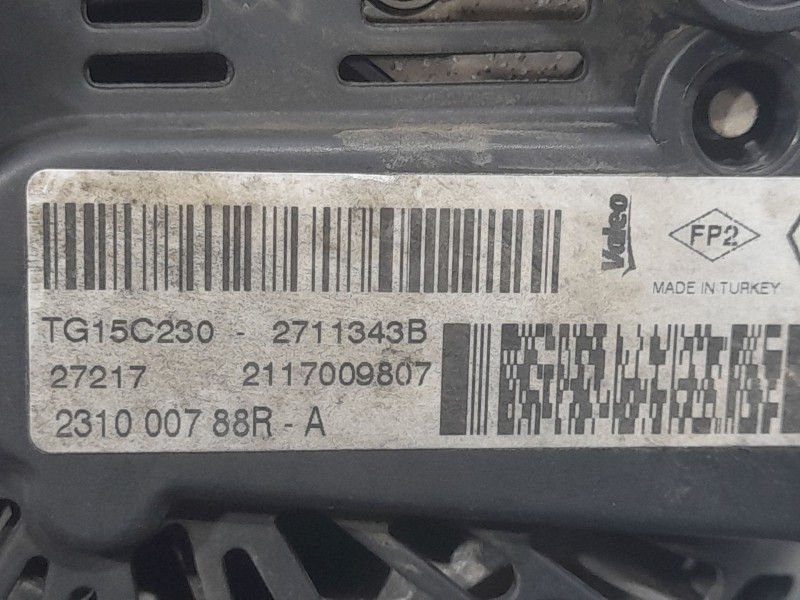 Valeo
FP2
MADE IN TURKEY
TG15C230 - 2711343B
27217 2117009807
2310 007 88R - A